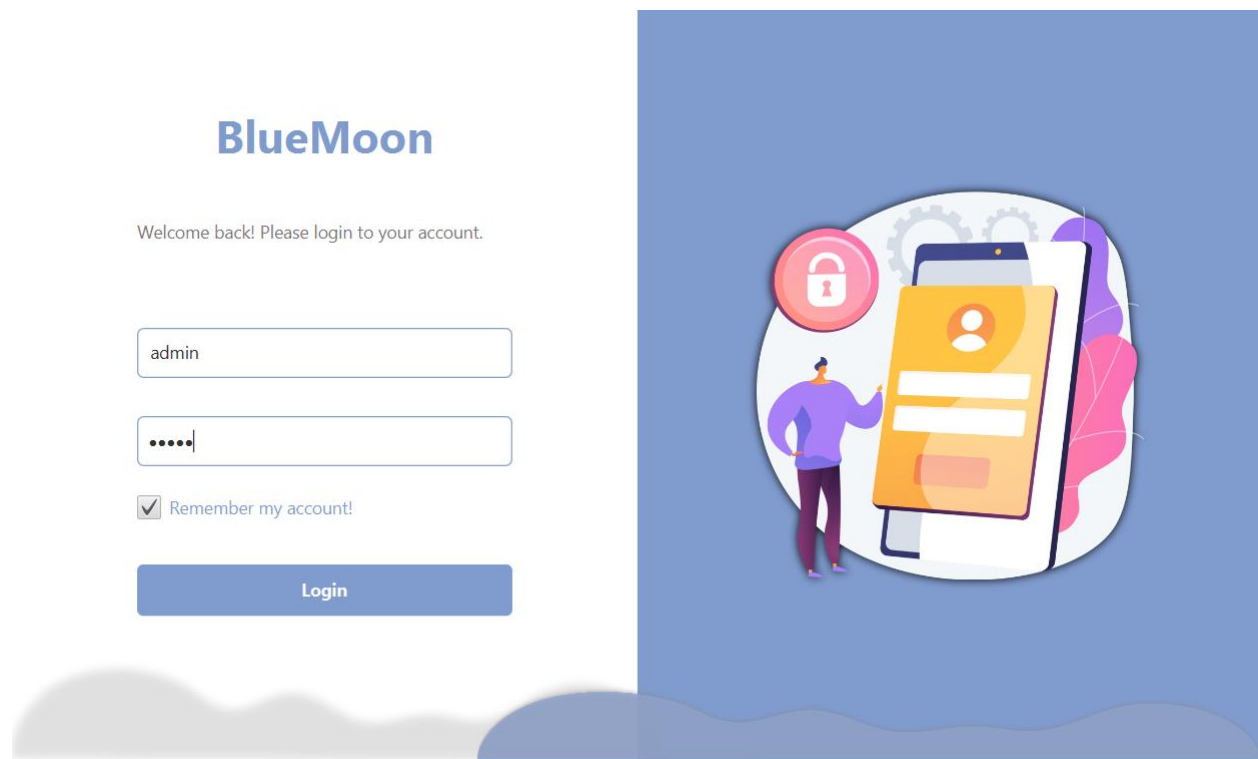 BlueMoon
Welcome back! Please login to your account.
admin
•••••
Remember my account!
Login